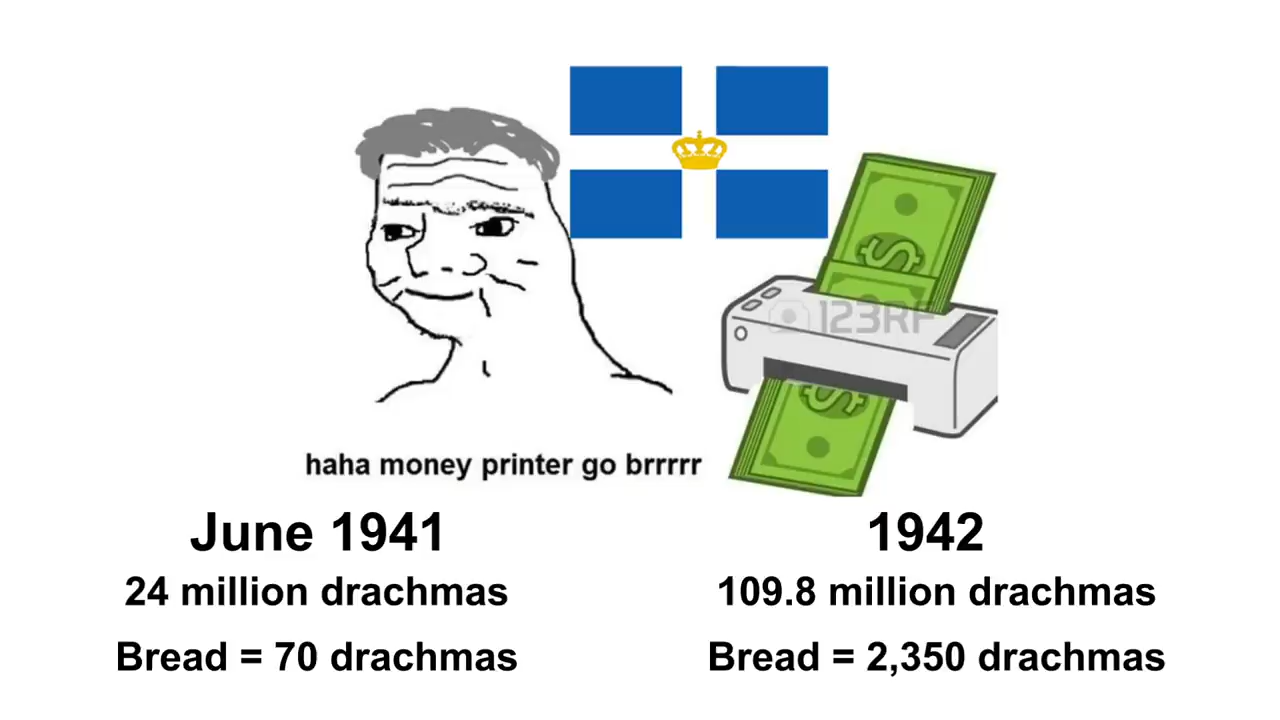 123RF
haha money printer go brrrrr
June 1941
24 million drachmas
Bread = 70 drachmas
1942
109.8 million drachmas
Bread = 2,350 drachmas